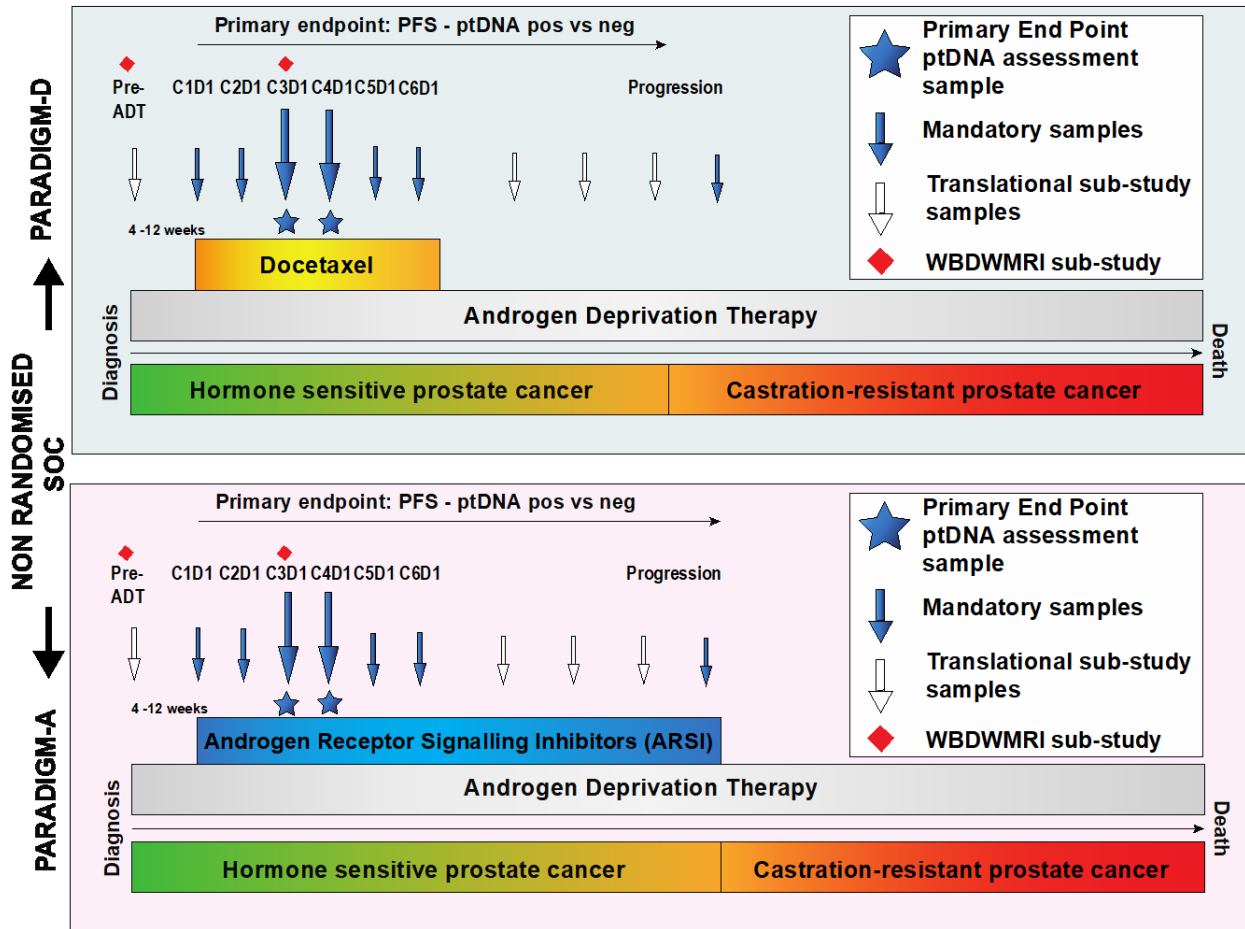 NON RANDOMISED
SOC
PARADIGM-D
Primary endpoint: PFS - ptDNA pos vs neg
Pre-
ADT
C1D1 C2D1 C3D1 C4D1 C5D1 C6D1
Progression
4 -12 weeks
Docetaxel
Androgen Deprivation Therapy
Diagnosis
Death
Hormone sensitive prostate cancer
Castration-resistant prostate cancer
Primary End Point
ptDNA assessment
sample
Mandatory samples
Translational sub-study
samples
WBDWMRI sub-study
PARADIGM-A
Primary endpoint: PFS - ptDNA pos vs neg
Pre-
ADT
C1D1 C2D1 C3D1 C4D1 C5D1 C6D1
Progression
4 -12 weeks
Androgen Receptor Signalling Inhibitors (ARSI)
Androgen Deprivation Therapy
Diagnosis
Death
Hormone sensitive prostate cancer
Castration-resistant prostate cancer
Primary End Point
ptDNA assessment
sample
Mandatory samples
Translational sub-study
samples
WBDWMRI sub-study